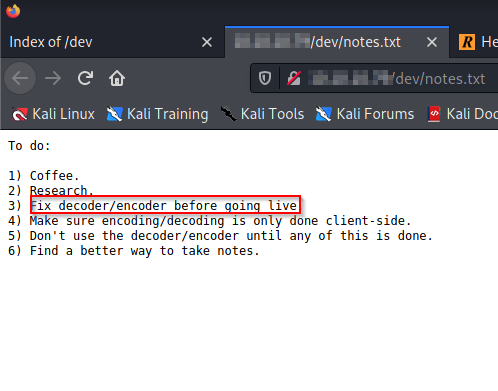 Index of /dev
/dev/notes.txt
He
/dev/notes.txt
Kali Linux
Kali Training
Kali Tools
Kali Forums
Kali Doc
To do:
1) Coffee.
2) Research.
3) Fix decoder/encoder before going live
4) Make sure encoding/decoding is only done client-side.
5) Don't use the decoder/encoder until any of this is done.
6) Find a better way to take notes.